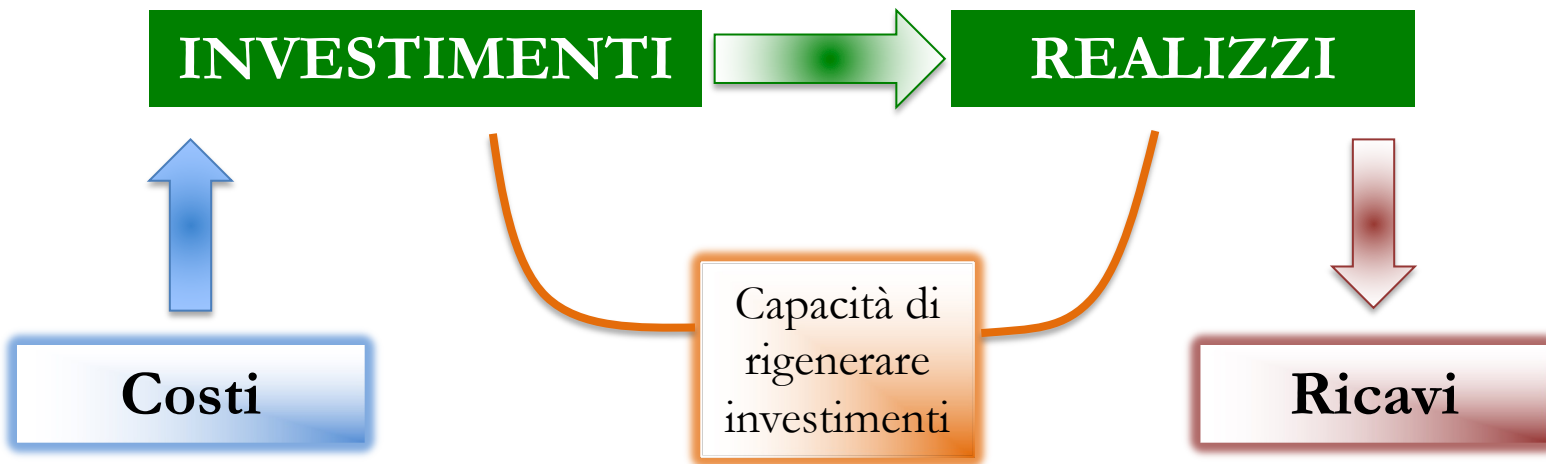 INVESTIMENTI
REALIZZI
Capacità di
rigenerare
investimenti
Costi
Ricavi